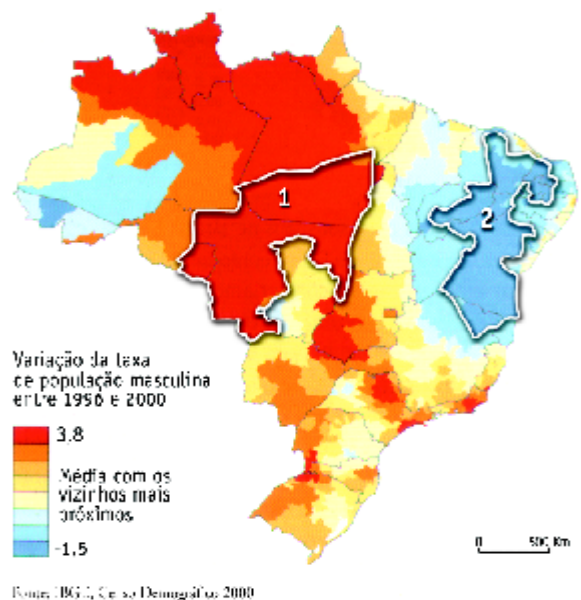 1
2
Variação da taxa
de população masculina
entre 1996 e 2000
3.8
Média com os
vizinhos mais
próximos
-1.5
0 500 Km
Fonte: IBGE, Censo Demográfico 2000